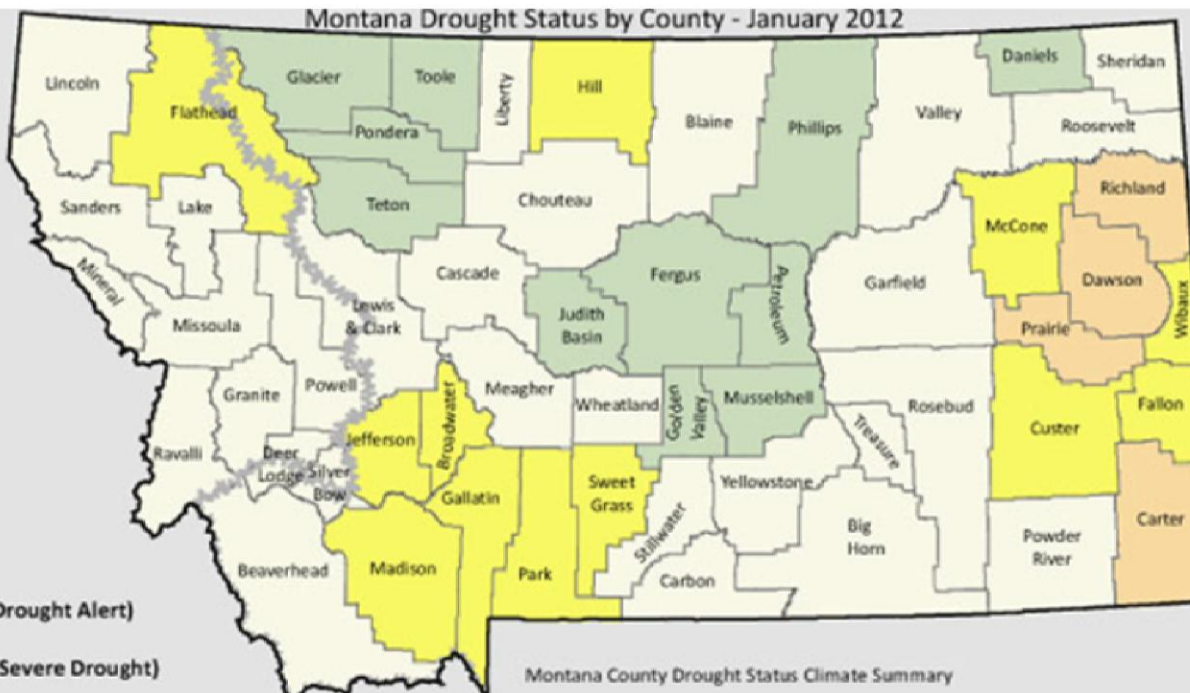 Montana Drought Status by County - January 2012
Lincoln
Flathead
Glacier
Toole
Liberty
Hill
Blaine
Phillips
Valley
Daniels
Sheridan
Roosevelt
Pondera
Teton
Chouteau
Sanders
Lake
Richland
McCone
Mineral
Missoula
Lewis
& Clark
Cascade
Judith
Basin
Fergus
Petroleum
Garfield
Dawson
Prairie
Wibaux
Granite
Powell
Broadwater
Meagher
Wheatland
Golden
Valley
Musselshell
Treasure
Rosebud
Custer
Fallon
Ravalli
Deer
Lodge
Silver
Bow
Jefferson
Gallatin
Sweet
Grass
Stillwater
Yellowstone
Big
Horn
Powder
River
Carter
Beaverhead
Madison
Park
Carbon
Drought Alert)
Severe Drought)
Montana County Drought Status Climate Summary